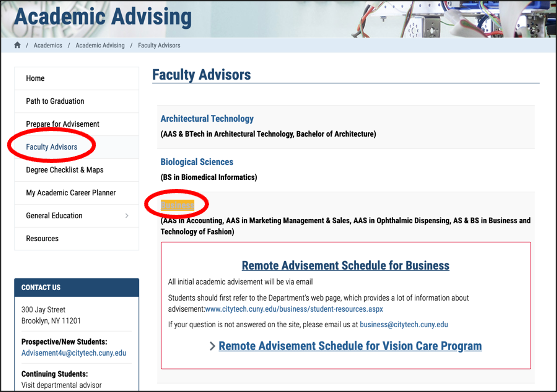 Academic Advising
/ Academics / Academic Advising / Faculty Advisors
Home
Path to Graduation
Prepare for Advisement
Faculty Advisors
Degree Checklist & Maps
My Academic Career Planner
General Education >
Resources
CONTACT US
300 Jay Street
Brooklyn, NY 11201
Prospective/New Students:
Advisement4u@citytech.cuny.edu
Continuing Students:
Visit departmental advisor
Faculty Advisors
Architectural Technology
(AAS & BTech in Architectural Technology, Bachelor of Architecture)
Biological Sciences
(BS in Biomedical Informatics)
(AAS in Accounting, AAS in Marketing Management & Sales, AAS in Ophthalmic Dispensing, AS & BS in Business and
Technology of Fashion)
Remote Advisement Schedule for Business
All initial academic advisement will be via email
Students should first refer to the Department's web page, which provides a lot of information about
advisement:www.citytech.cuny.edu/business/student-resources.aspx
If your question is not answered on the site, please email us at business@citytech.cuny.edu
> Remote Advisement Schedule for Vision Care Program